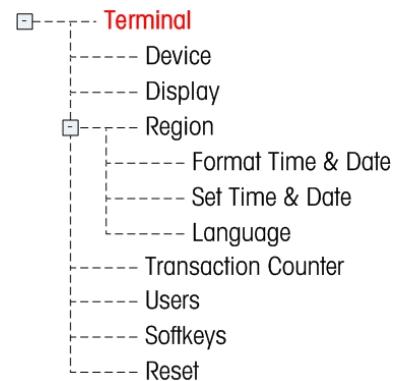 Terminal
Device
Display
Region
Format Time & Date
Set Time & Date
Language
Transaction Counter
Users
Softkeys
Reset